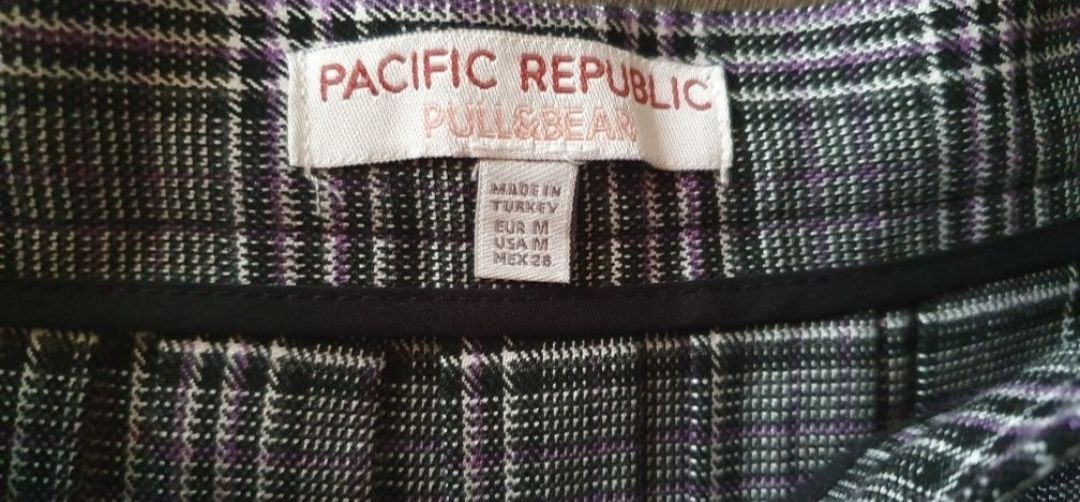 PACIFIC REPUBLIC
PULL&BEAR
MADE IN
TURKEY
EUR M
USA M
MEX 28